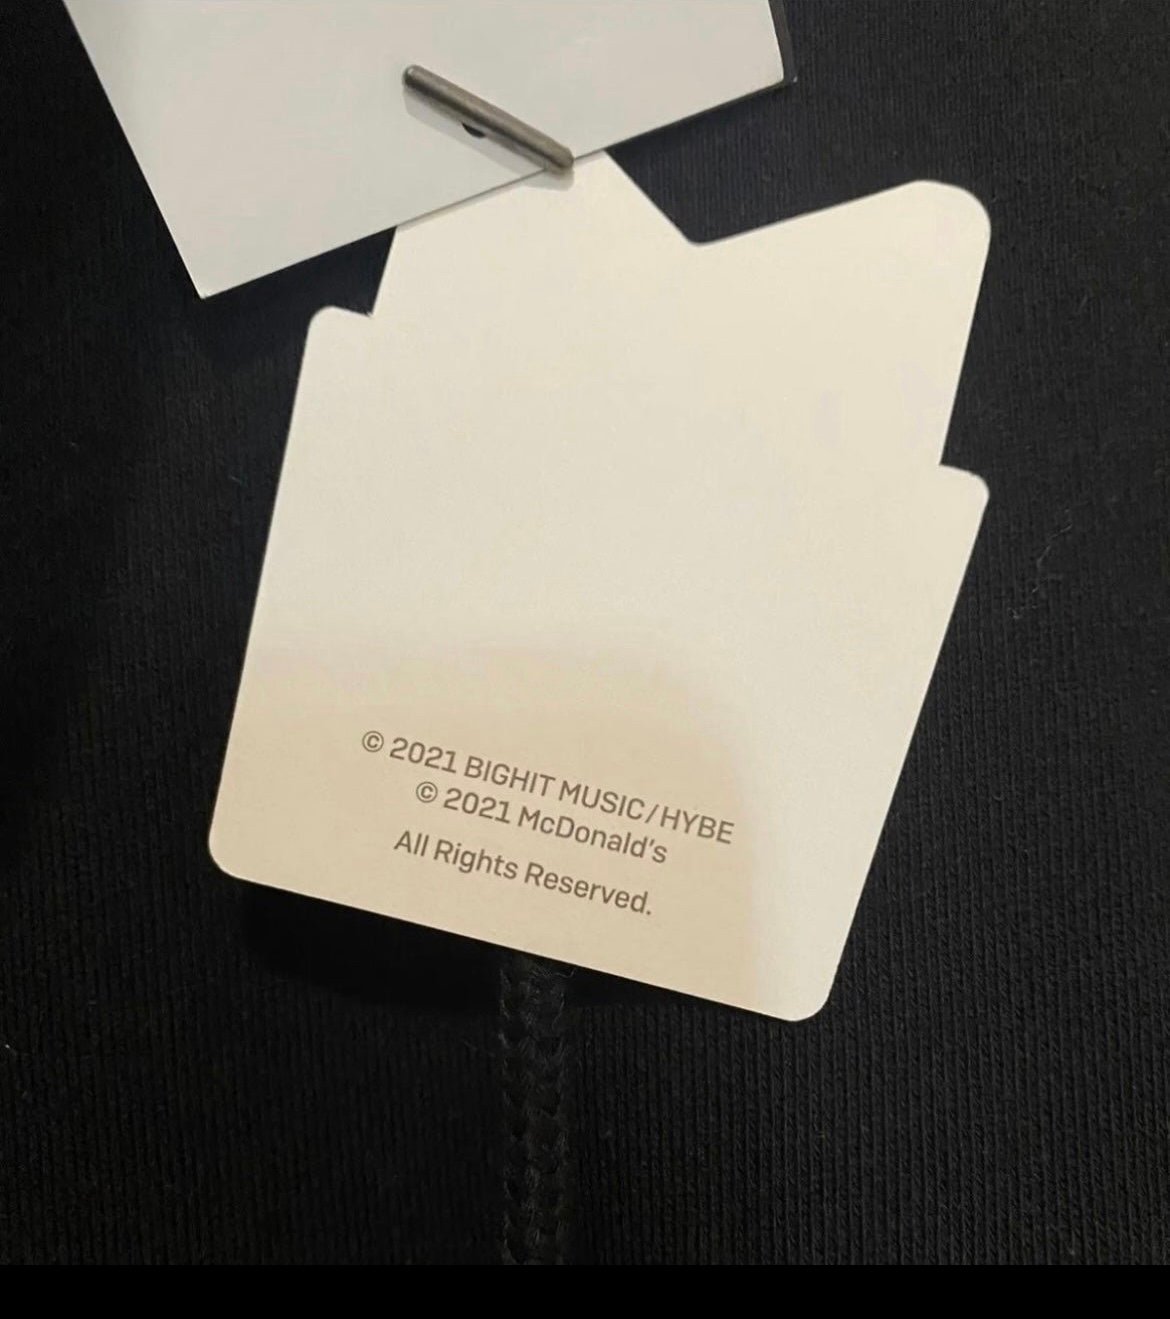 © 2021 BIGHIT MUSIC/HYBE
© 2021 McDonald's
All Rights Reserved.